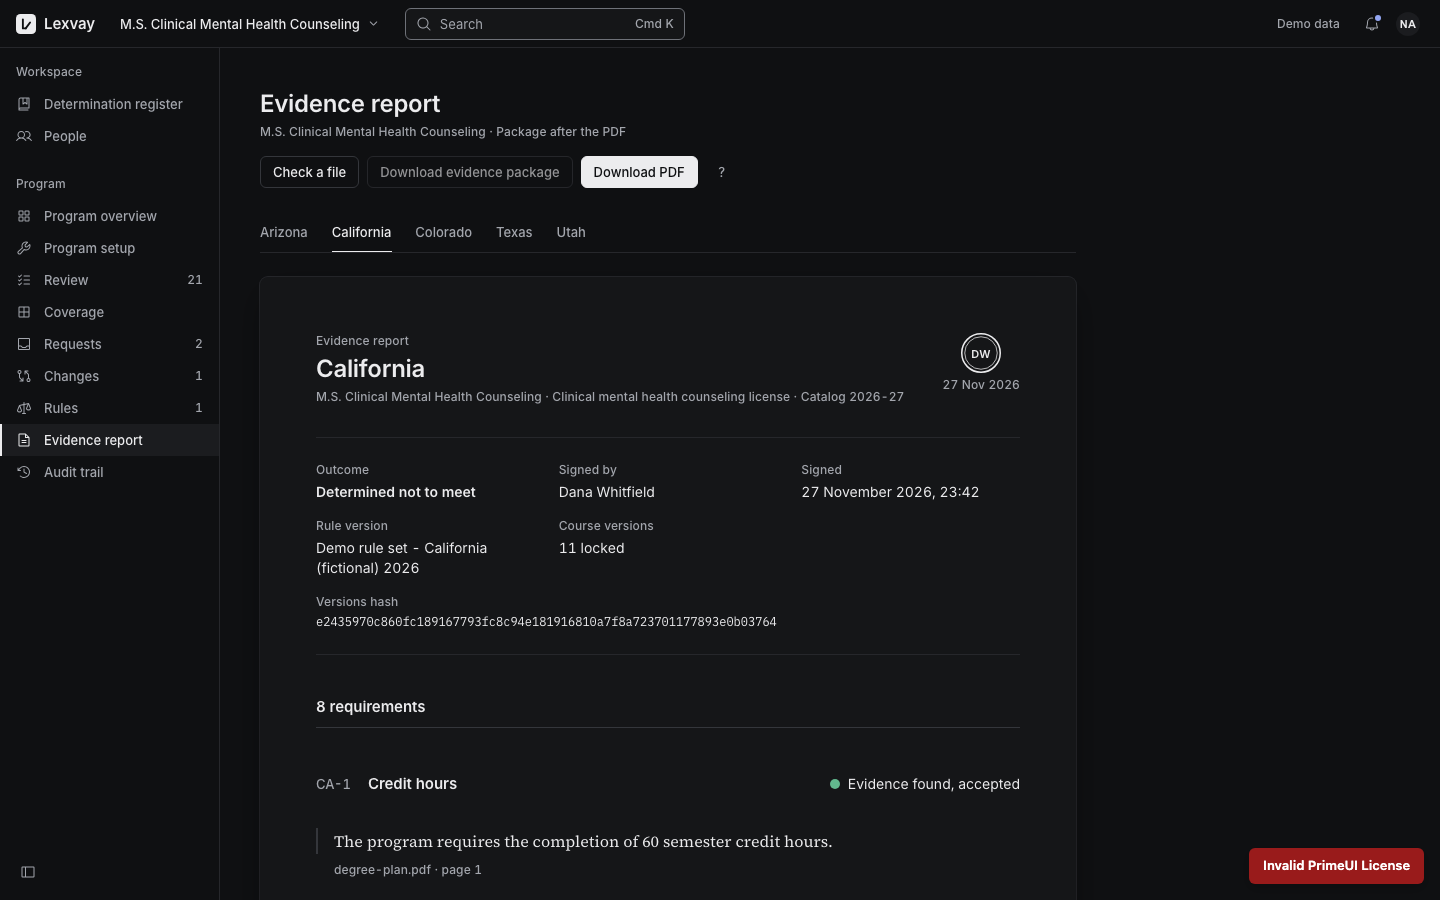 Lexvay
M.S. Clinical Mental Health Counseling
Search
Cmd K
Demo data
NA
Workspace
Determination register
People
Program
Program overview
Program setup
Review 21
Coverage
Requests 2
Changes 1
Rules 1
Evidence report
Audit trail
Evidence report
M.S. Clinical Mental Health Counseling · Package after the PDF
Check a file
Download evidence package
Download PDF
?
Arizona California Colorado Texas Utah
Evidence report
California
M.S. Clinical Mental Health Counseling · Clinical mental health counseling license · Catalog 2026-27
DW
27 Nov 2026
Outcome
Determined not to meet
Signed by
Dana Whitfield
Signed
27 November 2026, 23:42
Rule version
Demo rule set - California
(fictional) 2026
Course versions
11 locked
Versions hash
e2435970c860fc189167793fc8c94e181916810a7f8a723701177893e0b03764
8 requirements
CA-1 Credit hours
Evidence found, accepted
The program requires the completion of 60 semester credit hours.
degree-plan.pdf · page 1
Invalid PrimeUI License